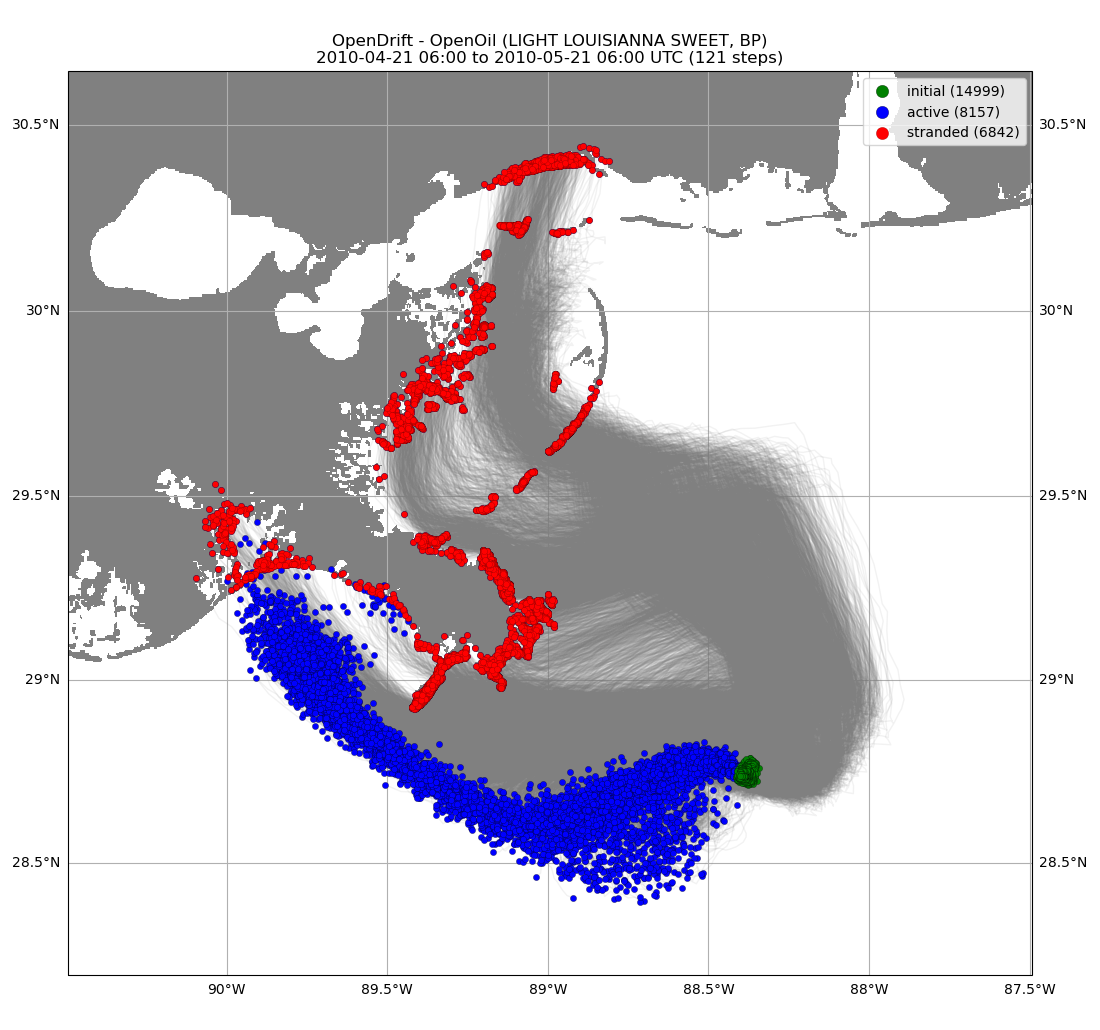 OpenDrift - OpenOil (LIGHT LOUISIANNA SWEET, BP)
2010-04-21 06:00 to 2010-05-21 06:00 UTC (121 steps)
initial (14999)
active (8157)
stranded (6842)
30.5°N
30.5°N
30°N
30°N
29.5°N
29.5°N
29°N
29°N
28.5°N
28.5°N
90°W
89.5°W
89°W
88.5°W
88°W
87.5°W